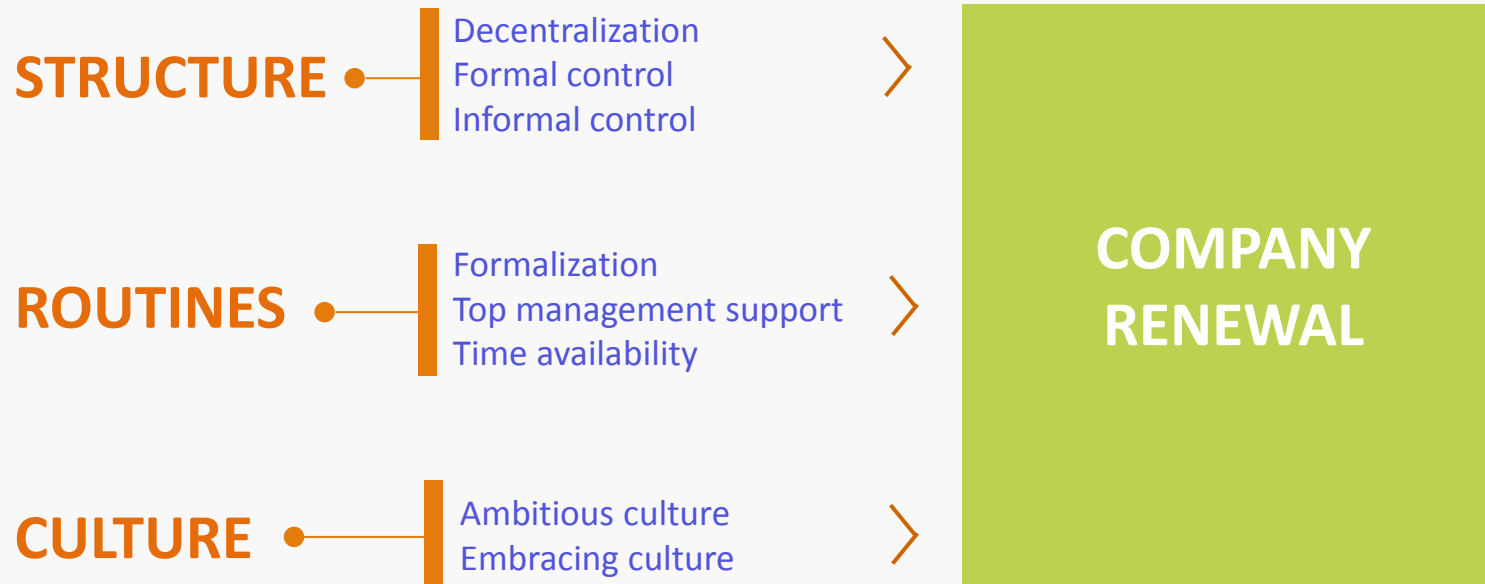 STRUCTURE
Decentralization
Formal control
Informal control
ROUTINES
Formalization
Top management support
Time availability
CULTURE
Ambitious culture
Embracing culture
COMPANY
RENEWAL